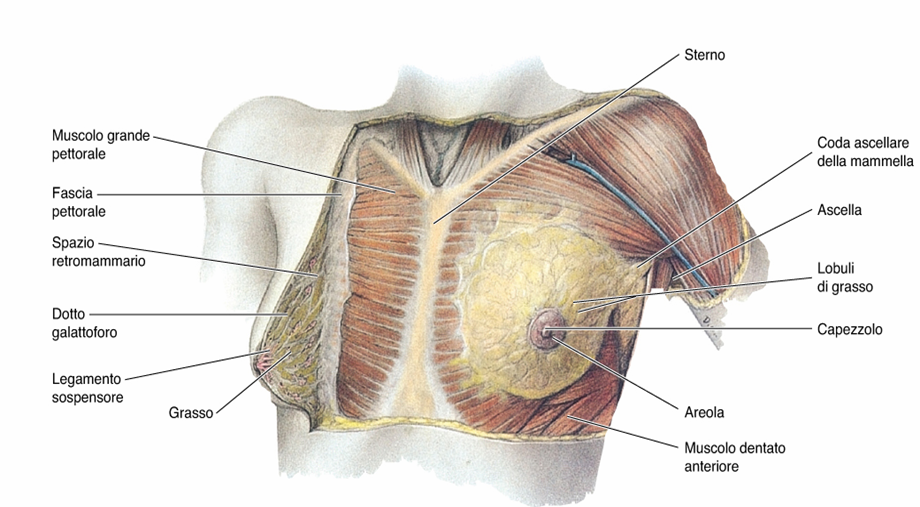 Sterno
Muscolo grande
pettorale
Fascia
pettorale
Spazio
retromammario
Dotto
galattoforo
Legamento
sospensore
Grasso
Coda ascellare
della mammella
Ascella
Lobuli
di grasso
Capezzolo
Areola
Muscolo dentato
anteriore